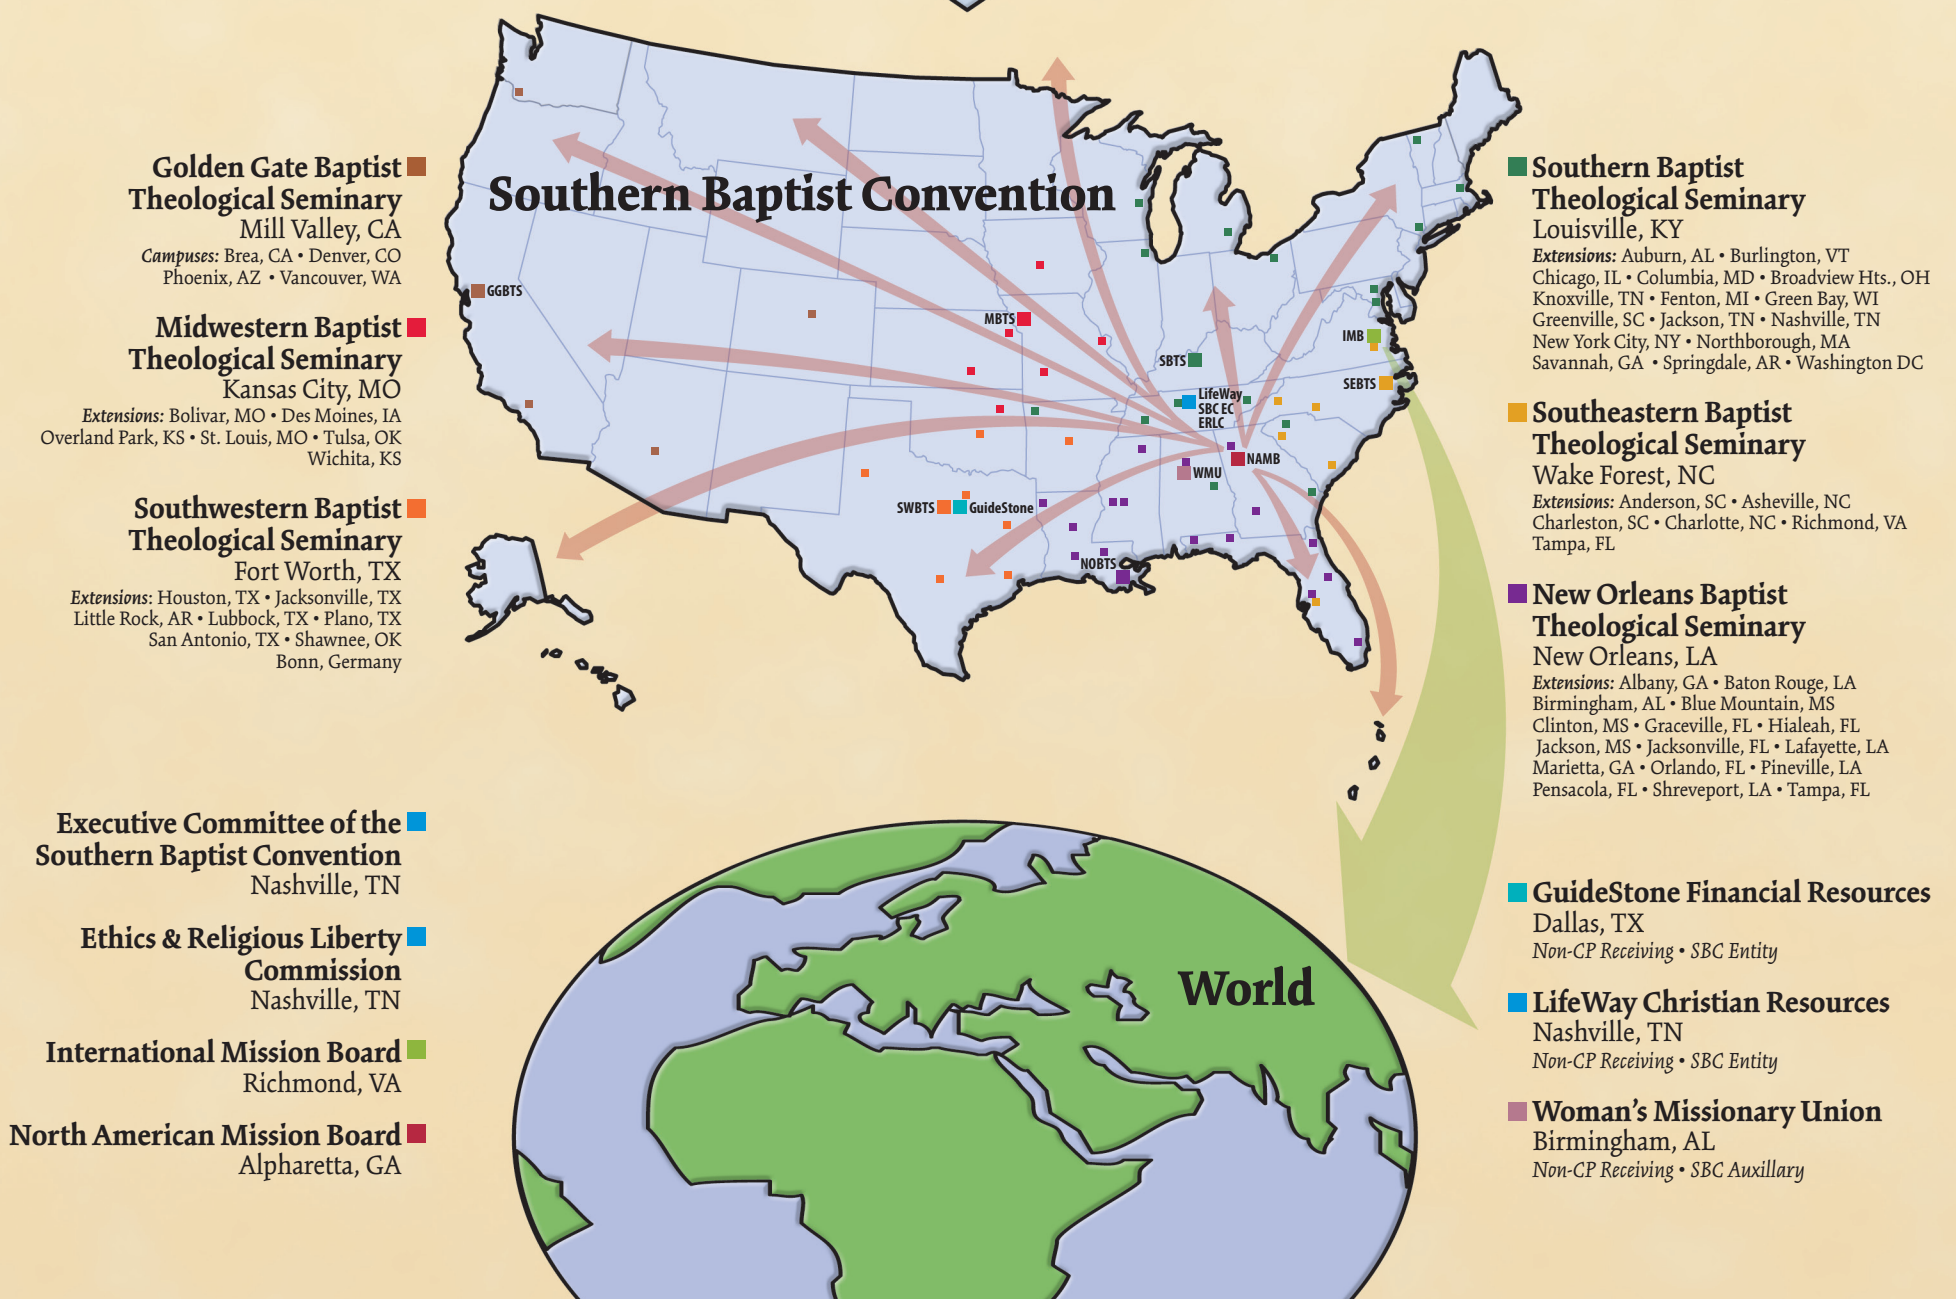 Southern Baptist Convention
Golden Gate Baptist
Theological Seminary
Mill Valley, CA
Campuses: Brea, CA • Denver, CO
Phoenix, AZ • Vancouver, WA
Midwestern Baptist
Theological Seminary
Kansas City, MO
Extensions: Bolivar, MO • Des Moines, IA
Overland Park, KS • St. Louis, MO • Tulsa, OK
Wichita, KS
Southwestern Baptist
Theological Seminary
Fort Worth, TX
Extensions: Houston, TX • Jacksonville, TX
Little Rock, AR • Lubbock, TX • Plano, TX
San Antonio, TX • Shawnee, OK
Bonn, Germany
Executive Committee of the
Southern Baptist Convention
Nashville, TN
Ethics & Religious Liberty
Commission
Nashville, TN
International Mission Board
Richmond, VA
North American Mission Board
Alpharetta, GA
GGBTS
MBTS
SBTS
IMB
SEBTS
LifeWay
SBC EC
ERLC
NAMB
WMU
SWBTS
GuideStone
NOBTS
World
Southern Baptist
Theological Seminary
Louisville, KY
Extensions: Auburn, AL • Burlington, VT
Chicago, IL • Columbia, MD • Broadview Hts., OH
Knoxville, TN • Fenton, MI • Green Bay, WI
Greenville, SC • Jackson, TN • Nashville, TN
New York City, NY • Northborough, MA
Savannah, GA • Springdale, AR • Washington DC
Southeastern Baptist
Theological Seminary
Wake Forest, NC
Extensions: Anderson, SC • Asheville, NC
Charleston, SC • Charlotte, NC • Richmond, VA
Tampa, FL
New Orleans Baptist
Theological Seminary
New Orleans, LA
Extensions: Albany, GA • Baton Rouge, LA
Birmingham, AL • Blue Mountain, MS
Clinton, MS • Graceville, FL • Hialeah, FL
Jackson, MS • Jacksonville, FL • Lafayette, LA
Marietta, GA • Orlando, FL • Pineville, LA
Pensacola, FL • Shreveport, LA • Tampa, FL
GuideStone Financial Resources
Dallas, TX
Non-CP Receiving • SBC Entity
LifeWay Christian Resources
Nashville, TN
Non-CP Receiving • SBC Entity
Woman's Missionary Union
Birmingham, AL
Non-CP Receiving • SBC Auxillary